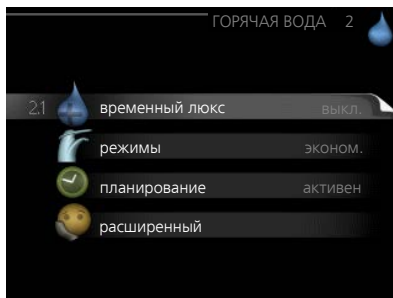 ГОРЯЧАЯ ВОДА 2
2.1 временный люкс выкл.
режимы эконом.
планирование активен
расширенный